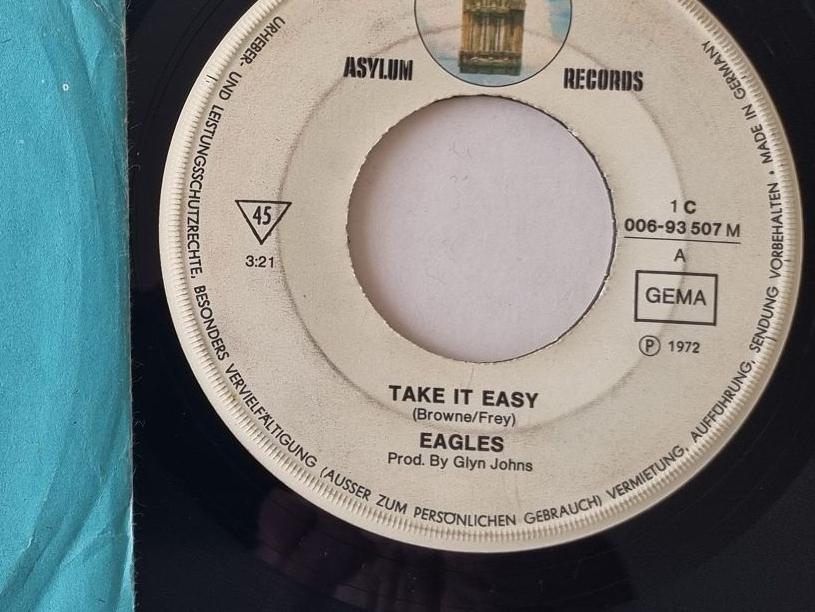 ASYLUM RECORDS
45
3:21
1 C
006-93 507 M
A
GEMA
Ⓟ 1972
TAKE IT EASY
(Browne/Frey)
EAGLES
Prod. By Glyn Johns
URHEBER- UND LEISTUNGSSCHUTZRECHTE, BESONDERS VERVIELFÄLTIGUNG (AUSSER ZUM PERSÖNLICHEN GEBRAUCH) VERMIETUNG, AUFFÜHRUNG, SENDUNG VORBEHALTEN • MADE IN GERMANY